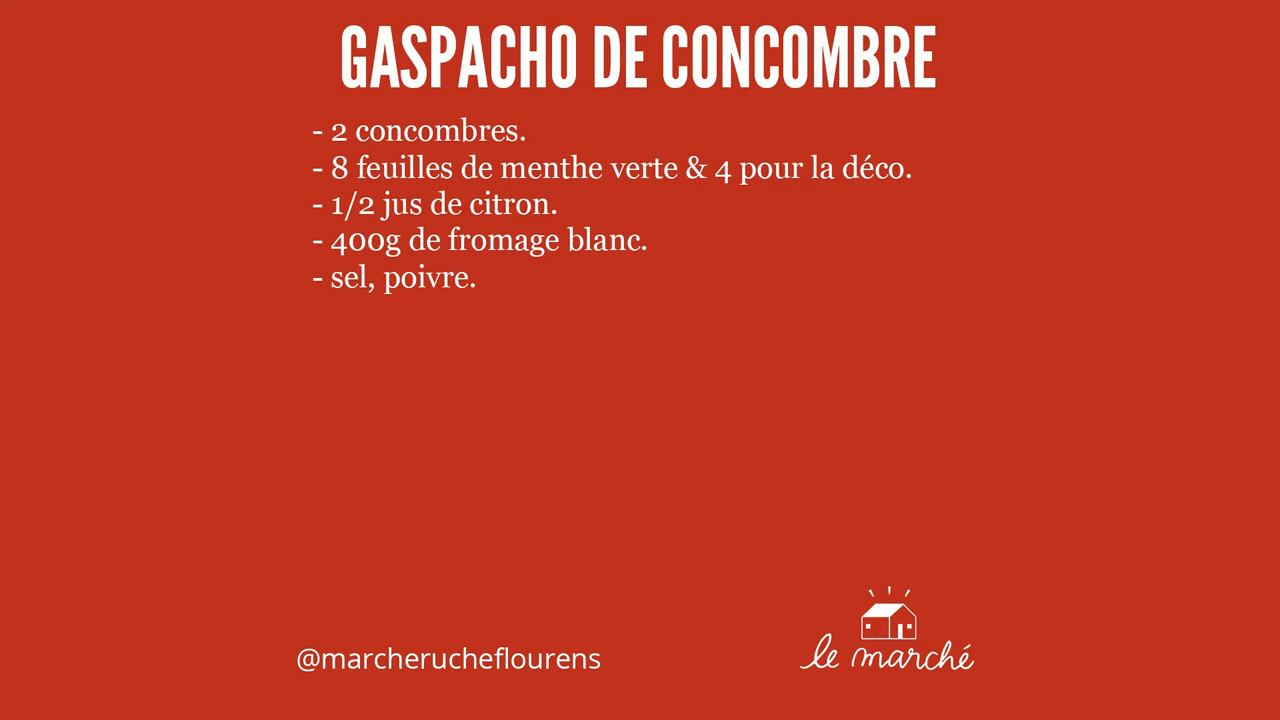 GASPACHO DE CONCOMBRE
- 2 concombres.
- 8 feuilles de menthe verte & 4 pour la déco.
- 1/2 jus de citron.
- 400g de fromage blanc.
- sel, poivre.
@marcherucheflourens
le marché